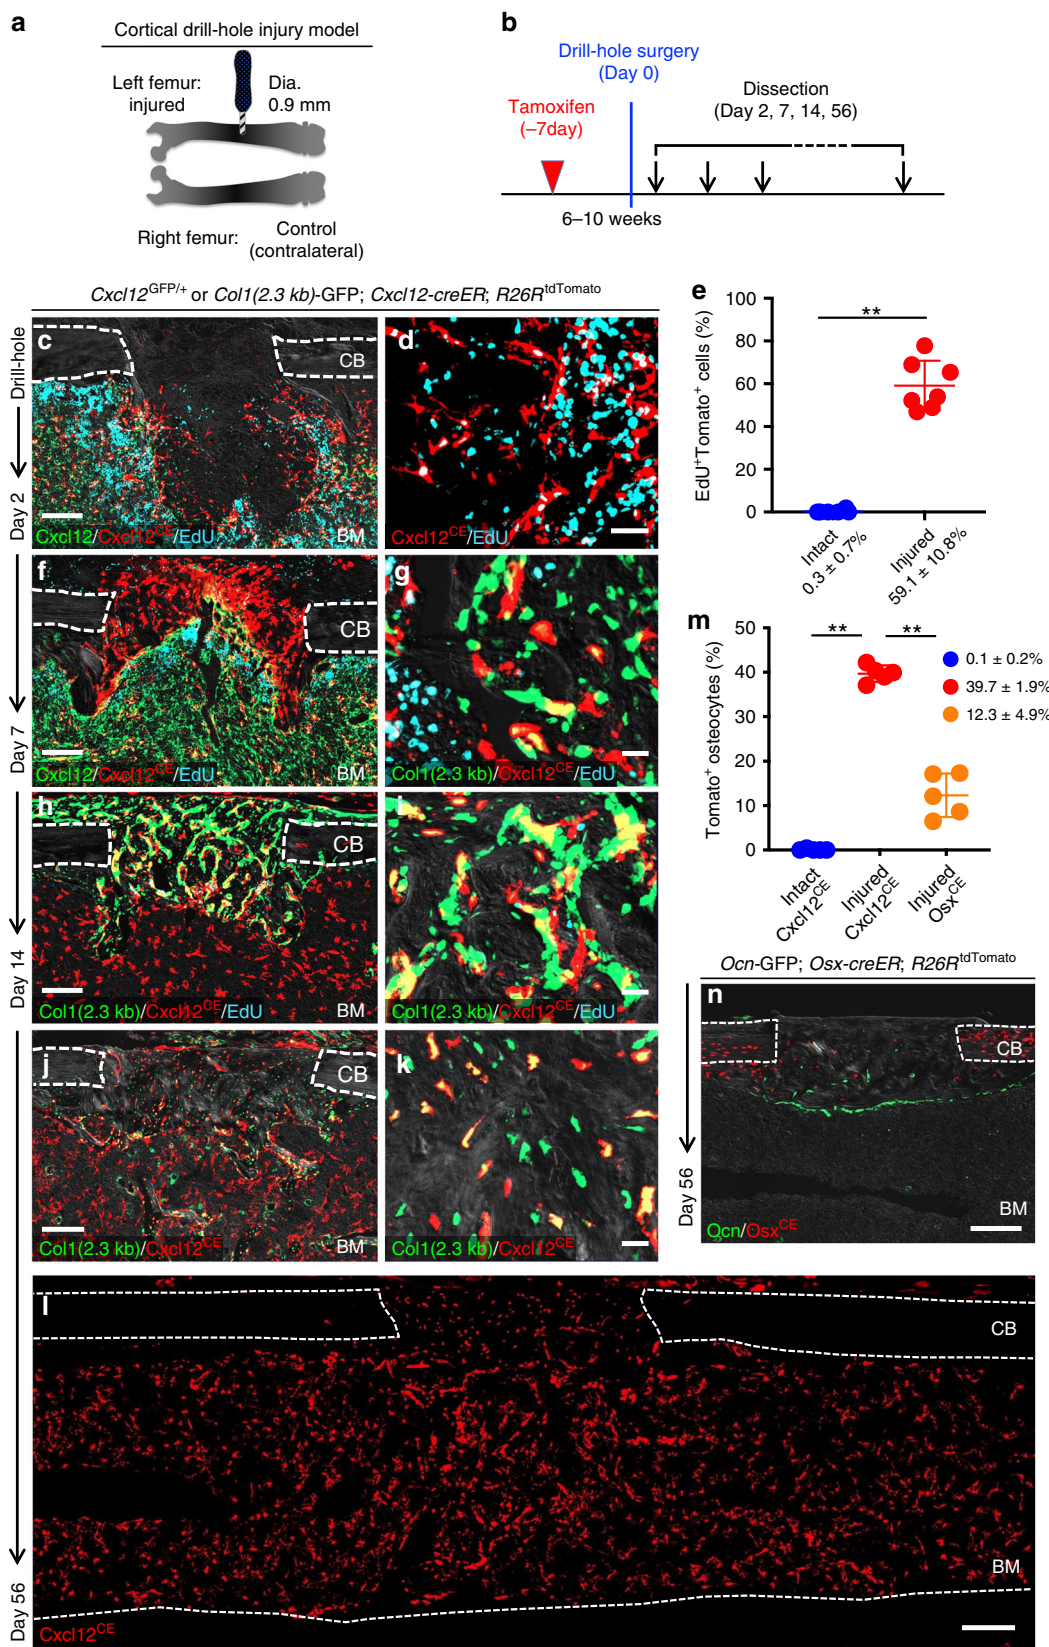 a
Cortical drill-hole injury model
Left femur:
injured
Dia.
0.9 mm
Right femur:
Control
(contralateral)
b
Drill-hole surgery
(Day 0)
Tamoxifen
(–7day)
Dissection
(Day 2, 7, 14, 56)
6–10 weeks
Cxcl12GFP/+ or Col1(2.3 kb)-GFP; Cxcl12-creER; R26RtdTomato
Drill-hole
Day 2
Day 7
Day 14
Day 56
c
CB
BM
Cxcl12/Cxcl12CE/EdU
d
Cxcl12CE/EdU
e
EdU+Tomato+ cells (%)
100
80
60
40
20
0
**
Intact
0.3 ± 0.7%
Injured
59.1 ± 10.8%
f
CB
BM
Cxcl12/Cxcl12CE/EdU
g
Col1(2.3 kb)/Cxcl12CE/EdU
h
CB
BM
Col1(2.3 kb)/Cxcl12CE/EdU
i
Col1(2.3 kb)/Cxcl12CE/EdU
j
CB
BM
Col1(2.3 kb)/Cxcl12CE
k
Col1(2.3 kb)/Cxcl12CE
l
CB
BM
Cxcl12CE
m
Tomato+ osteocytes (%)
50
40
30
20
10
0
**
**
0.1 ± 0.2%
39.7 ± 1.9%
12.3 ± 4.9%
Intact
Cxcl12CE
Injured
Cxcl12CE
Injured
OsxCE
Ocn-GFP; Osx-creER; R26RtdTomato
Day 56
n
CB
BM
Ocn/OsxCE